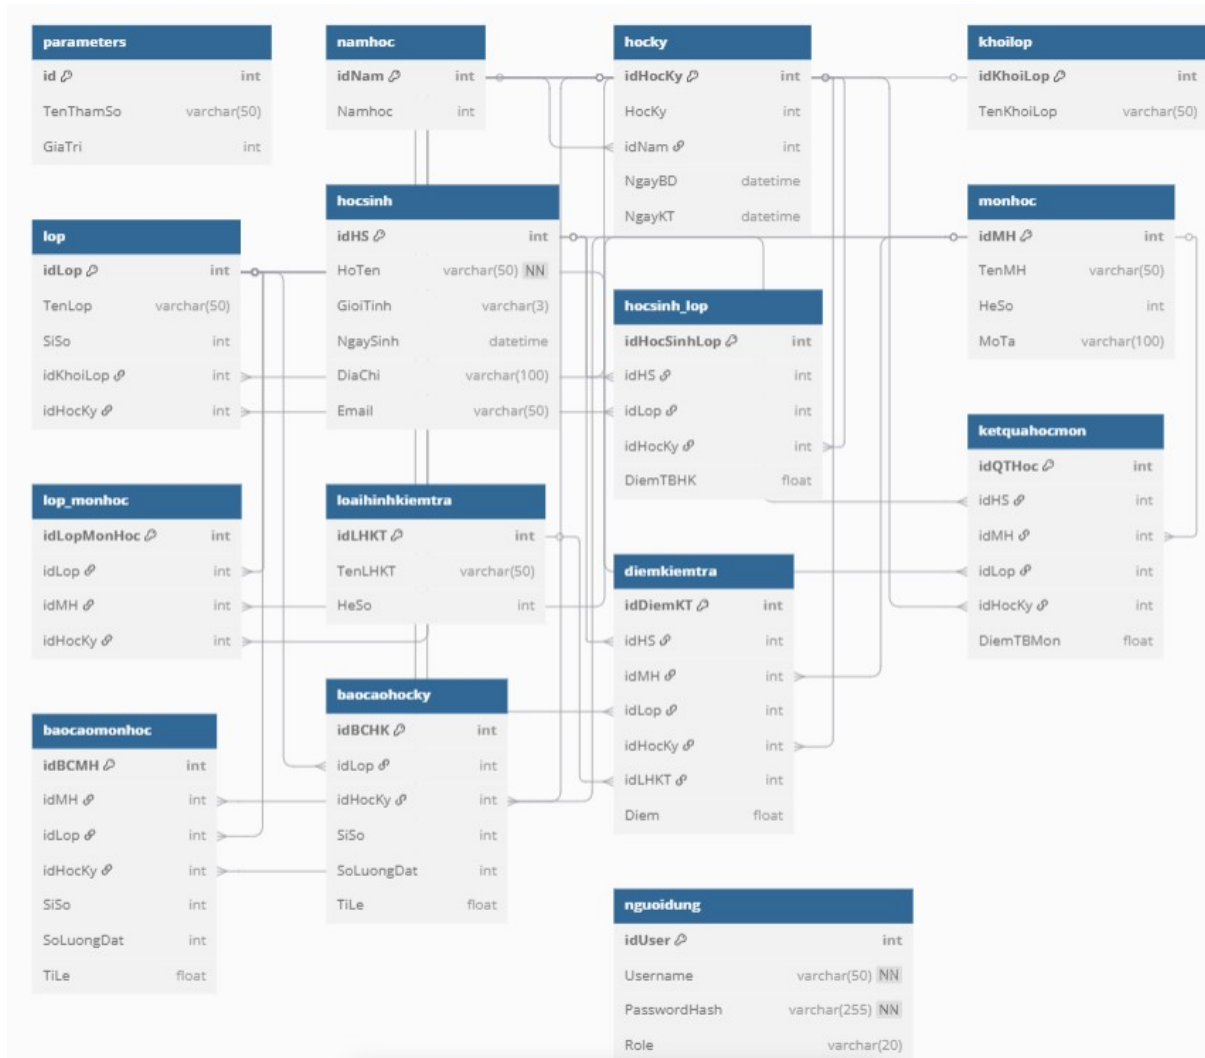 parameters
id int
TenThamSo varchar(50)
GiaTri int
namhoc
idNam int
Namhoc int
hocky
idHocKy int
HocKy int
idNam int
NgayBD datetime
NgayKT datetime
khoilop
idKhoiLop int
TenKhoiLop varchar(50)
lop
idLop int
TenLop varchar(50)
SiSo int
idKhoiLop int
idHocKy int
hocsinh
idHS int
HoTen varchar(50) NN
GioiTinh varchar(3)
NgaySinh datetime
DiaChi varchar(100)
Email varchar(50)
hocsinh_lop
idHocSinhLop int
idHS int
idLop int
idHocKy int
DiemTBHK float
monhoc
idMH int
TenMH varchar(50)
HeSo int
MoTa varchar(100)
lop_monhoc
idLopMonHoc int
idLop int
idMH int
idHocKy int
loaihinhkiemtra
idLHKT int
TenLHKT varchar(50)
HeSo int
diemkiemtra
idDiemKT int
idHS int
idMH int
idLop int
idHocKy int
idLHKT int
Diem float
ketquahocmon
idQTHoc int
idHS int
idMH int
idLop int
idHocKy int
DiemTBMon float
baocaomonhoc
idBCMH int
idMH int
idLop int
idHocKy int
SiSo int
SoLuongDat int
TiLe float
baocaohocky
idBCHK int
idLop int
idHocKy int
SiSo int
SoLuongDat int
TiLe float
nguoidung
idUser int
Username varchar(50) NN
PasswordHash varchar(255) NN
Role varchar(20)